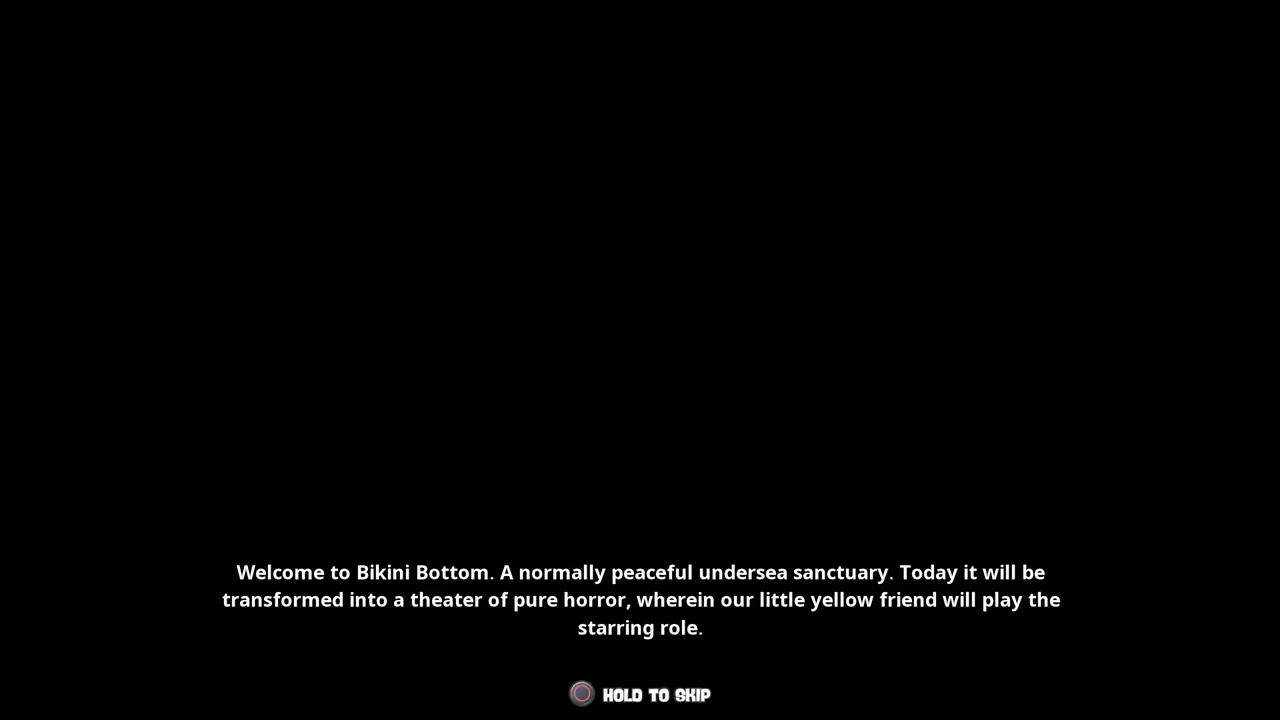 Welcome to Bikini Bottom. A normally peaceful undersea sanctuary. Today it will be
transformed into a theater of pure horror, wherein our little yellow friend will play the
starring role.
HOLD TO SKIP